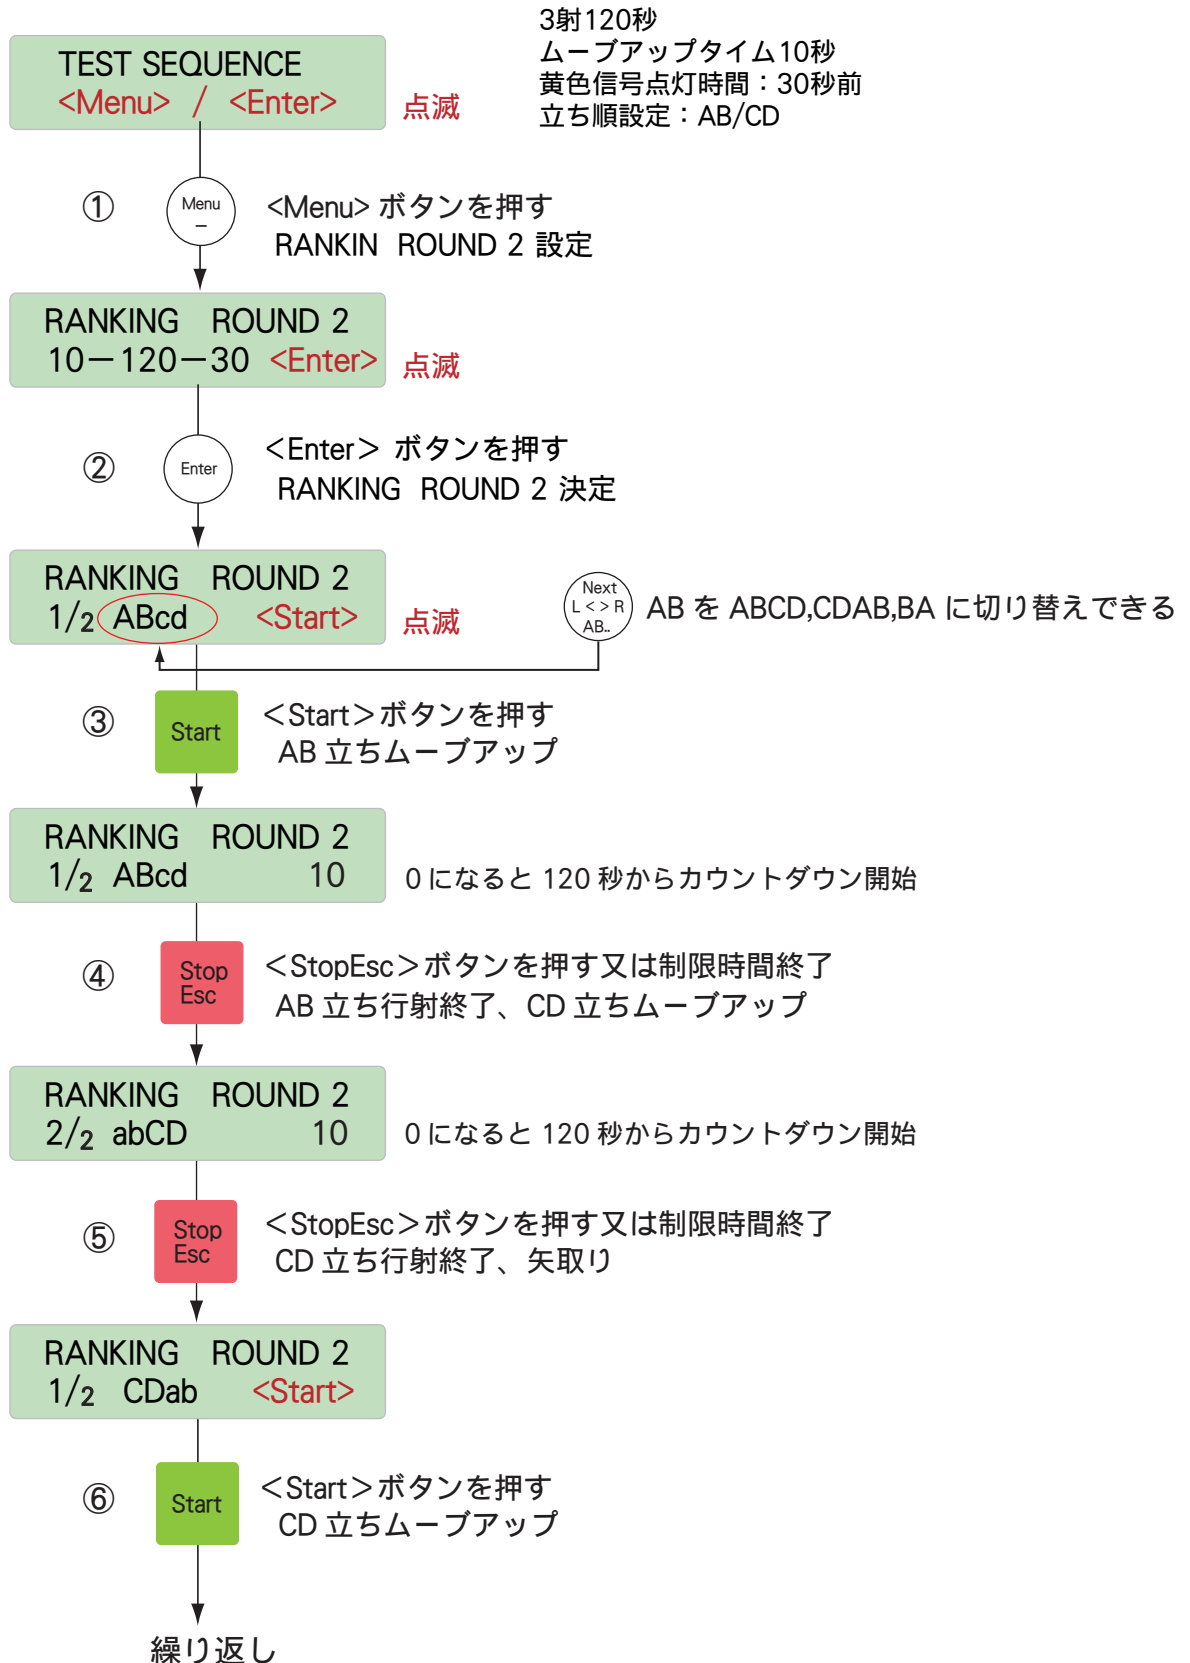 3射120秒
ムーブアップタイム10秒
黄色信号点灯時間：30秒前
立ち順設定：AB/CD
TEST SEQUENCE
<Menu> / <Enter>
点滅
①
Menu
−
<Menu> ボタンを押す
RANKIN ROUND 2 設定
RANKING ROUND 2
10−120−30 <Enter>
点滅
②
Enter
＜Enter＞ ボタンを押す
RANKING ROUND 2 決定
RANKING ROUND 2
1/2 ABcd <Start>
点滅
Next
L < > R
AB..
AB を ABCD,CDAB,BA に切り替えできる
③
Start
＜Start＞ボタンを押す
AB 立ちムーブアップ
RANKING ROUND 2
1/2 ABcd 10
0 になると 120 秒からカウントダウン開始
④
Stop
Esc
＜StopEsc＞ボタンを押す又は制限時間終了
AB 立ち行射終了、CD 立ちムーブアップ
RANKING ROUND 2
2/2 abCD 10
0 になると 120 秒からカウントダウン開始
⑤
Stop
Esc
＜StopEsc＞ボタンを押す又は制限時間終了
CD 立ち行射終了、矢取り
RANKING ROUND 2
1/2 CDab <Start>
⑥
Start
＜Start＞ボタンを押す
CD 立ちムーブアップ
繰り返し